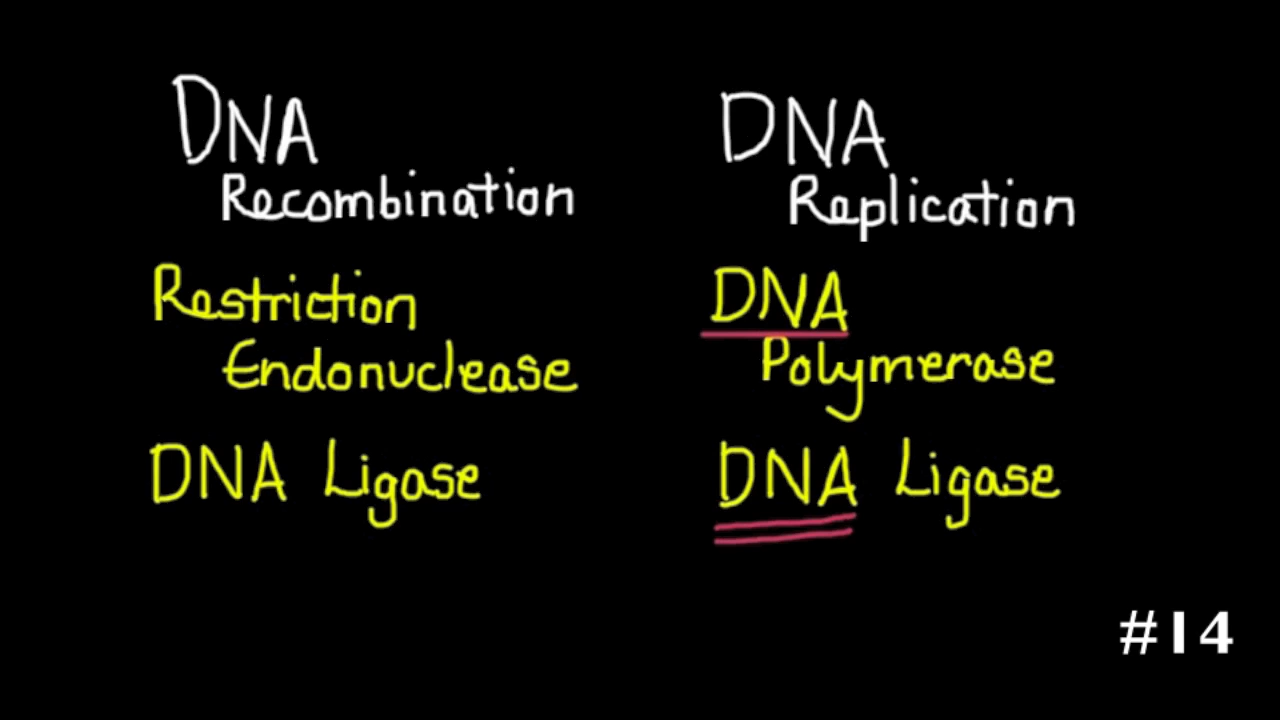 DNA
Recombination
Restriction
Endonuclease
DNA Ligase
DNA
Replication
DNA
Polymerase
DNA Ligase
#14